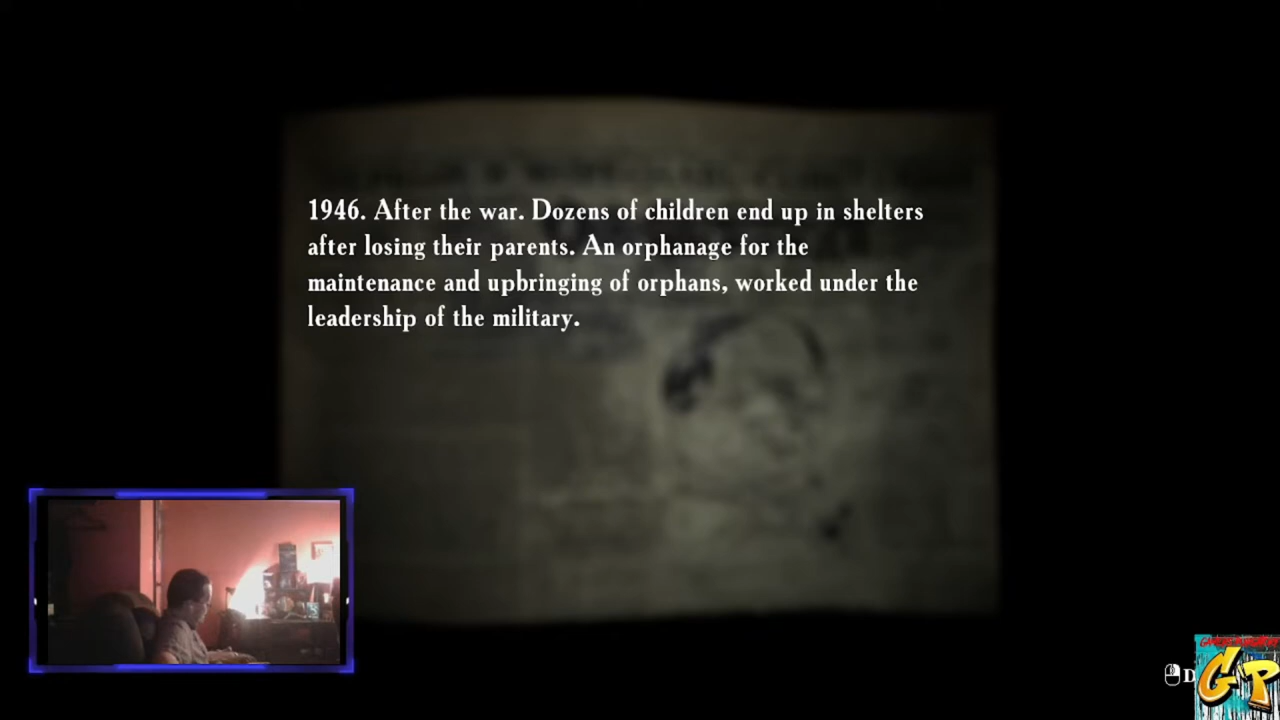 1946. After the war. Dozens of children end up in shelters
after losing their parents. An orphanage for the
maintenance and upbringing of orphans, worked under the
leadership of the military.
D
GP